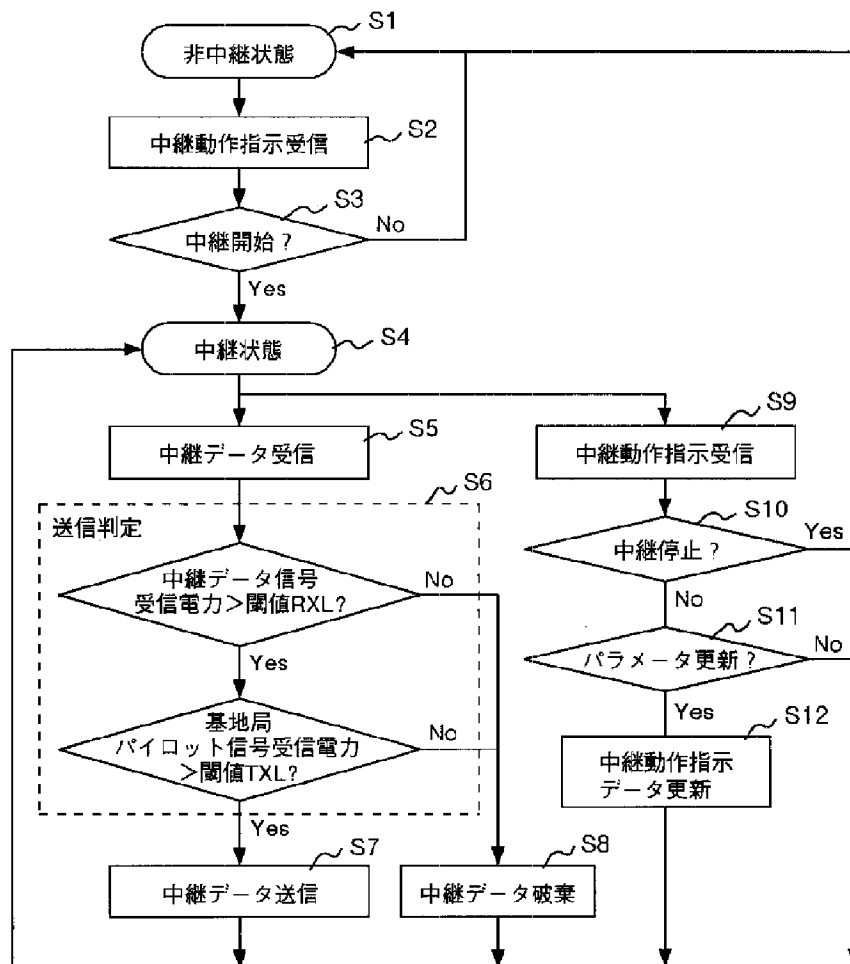 S1
非中継状態
S2
中継動作指示受信
S3
中継開始？
No
Yes
S4
中継状態
S5
中継データ受信
S9
中継動作指示受信
S6
送信判定
S10
中継停止？
Yes
No
中継データ信号
受信電力＞閾値RXL?
No
Yes
S11
パラメータ更新？
No
Yes
基地局
パイロット信号受信電力
＞閾値TXL?
No
Yes
S12
中継動作指示
データ更新
S7
中継データ送信
S8
中継データ破棄